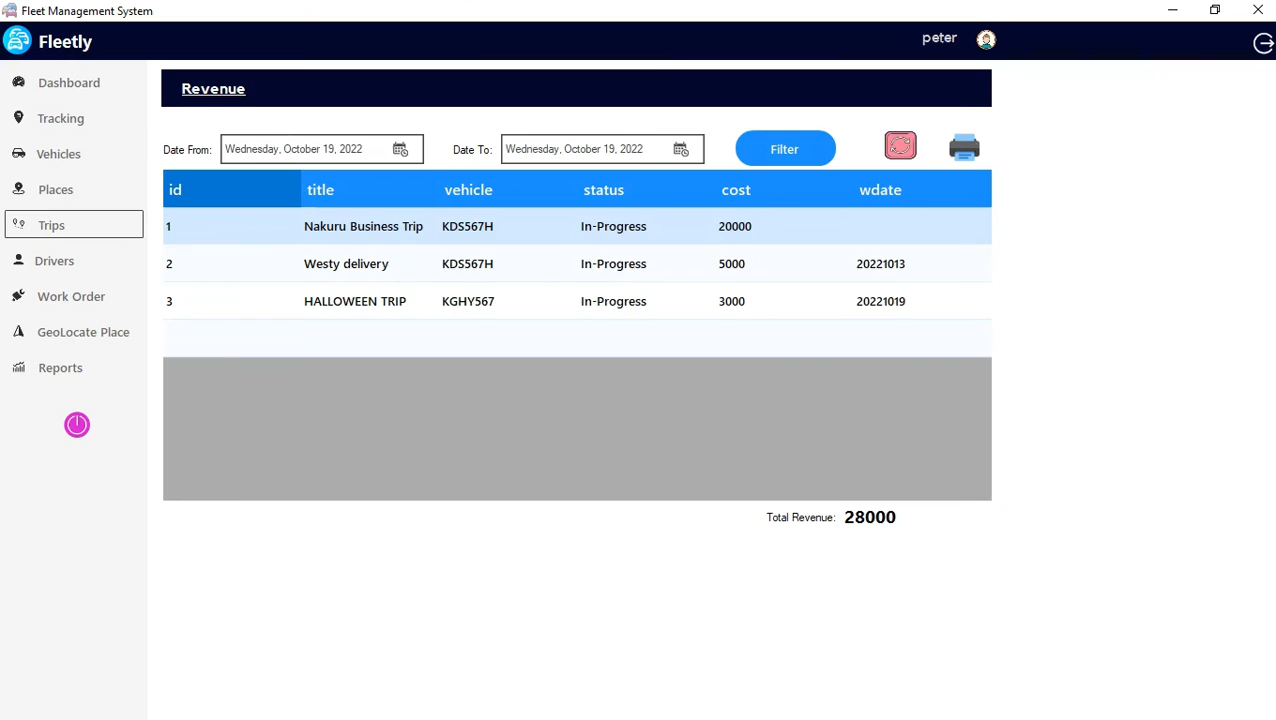 Fleet Management System
Fleetly
peter
Dashboard
Tracking
Vehicles
Places
Trips
Drivers
Work Order
GeoLocate Place
Reports
Revenue
Date From: Wednesday, October 19, 2022 Date To: Wednesday, October 19, 2022 Filter
id title vehicle status cost wdate
1 Nakuru Business Trip KDS567H In-Progress 20000
2 Westy delivery KDS567H In-Progress 5000 20221013
3 HALLOWEEN TRIP KGHY567 In-Progress 3000 20221019
Total Revenue: 28000